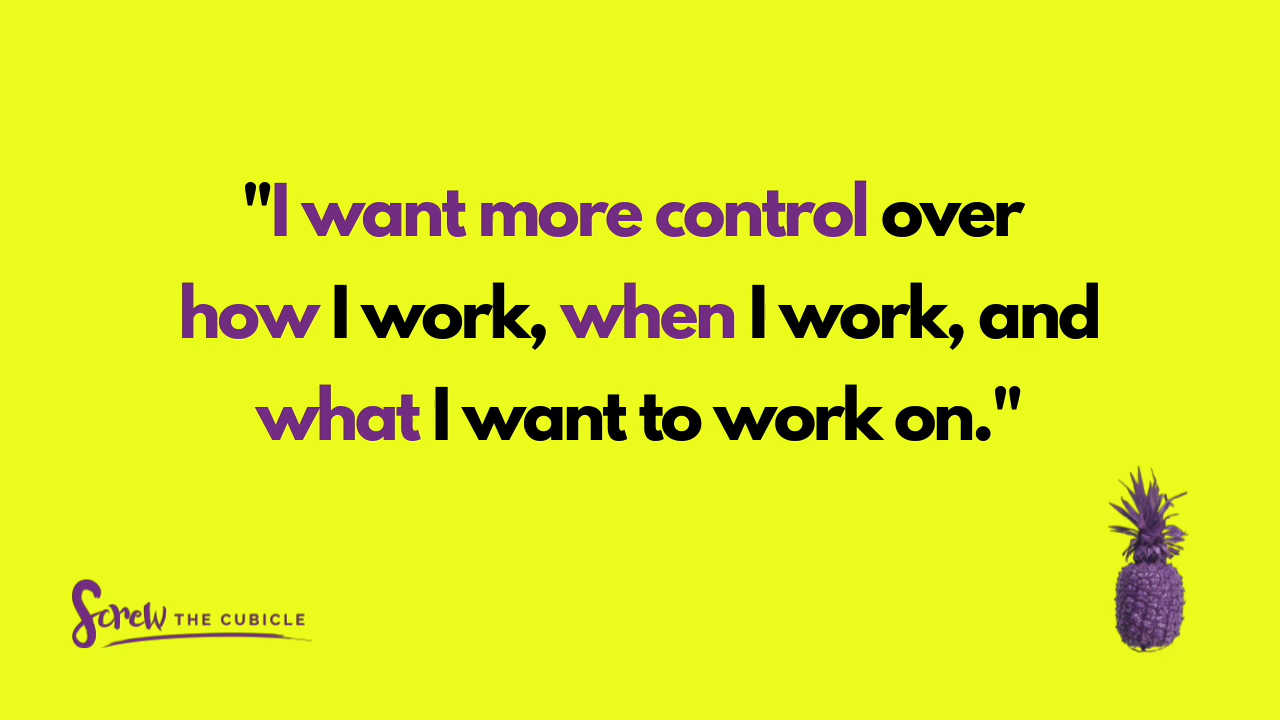 "I want more control over
how I work, when I work, and
what I want to work on."
Screw THE CUBICLE